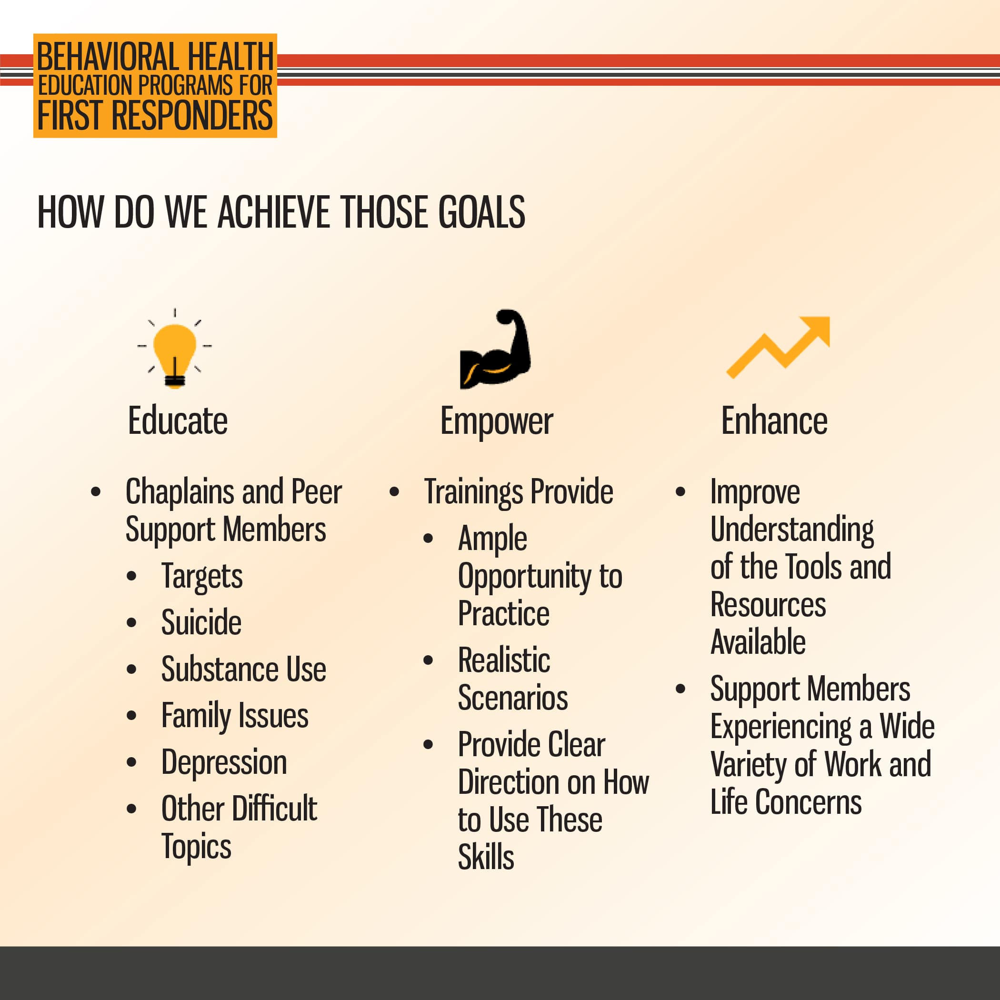 BEHAVIORAL HEALTH
EDUCATION PROGRAMS FOR
FIRST RESPONDERS
HOW DO WE ACHIEVE THOSE GOALS
Educate
• Chaplains and Peer
Support Members
• Targets
• Suicide
• Substance Use
• Family Issues
• Depression
• Other Difficult
Topics
Empower
• Trainings Provide
• Ample
Opportunity to
Practice
• Realistic
Scenarios
• Provide Clear
Direction on How
to Use These
Skills
Enhance
• Improve
Understanding
of the Tools and
Resources
Available
• Support Members
Experiencing a Wide
Variety of Work and
Life Concerns